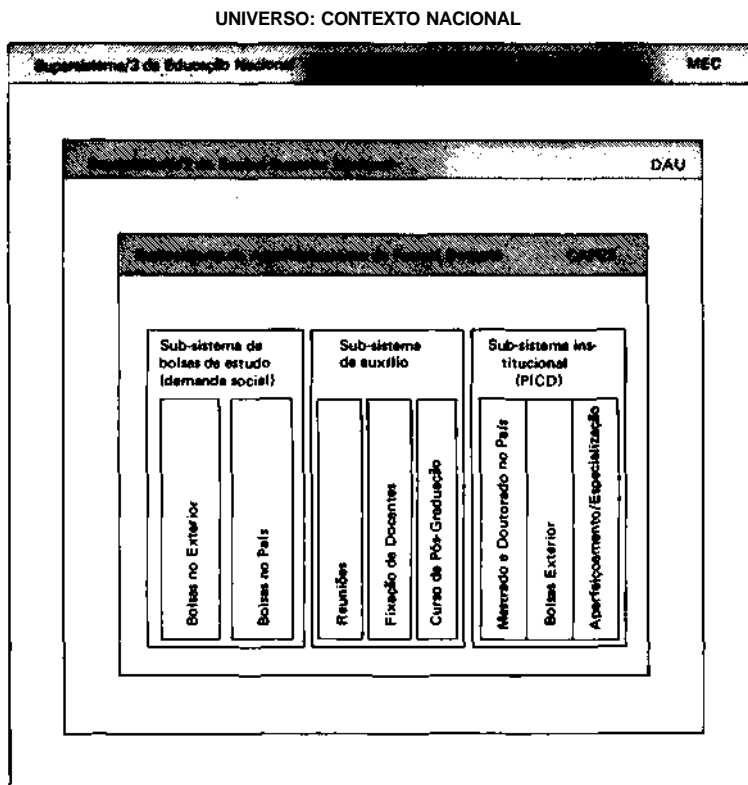 UNIVERSO: CONTEXTO NACIONAL
Supersistema/3 da Educação Nacional MEC
DAU
CAPES
Sub-sistema de
bolsas de estudo
(demanda social)
Bolsas no Exterior
Bolsas no País
Sub-sistema
de auxílio
Reuniões
Fixação de Docentes
Curso de Pós-Graduação
Sub-sistema ins-
titucional
(PICD)
Mestrado e Doutorado no País
Bolsas Exterior
Aperfeiçoamento/Especialização